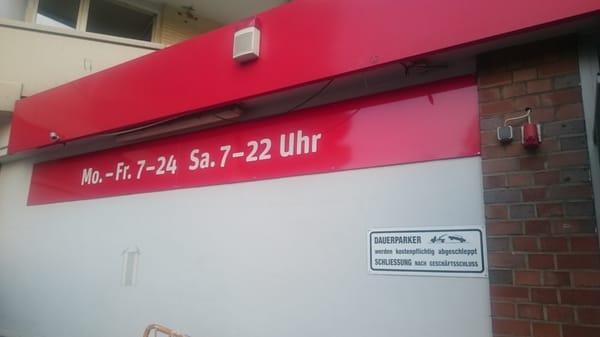 Mo. – Fr. 7–24 Sa. 7–22 Uhr
DAUERPARKER
werden kostenpflichtig abgeschleppt
SCHLIESSUNG NACH GESCHÄFTSSCHLUSS